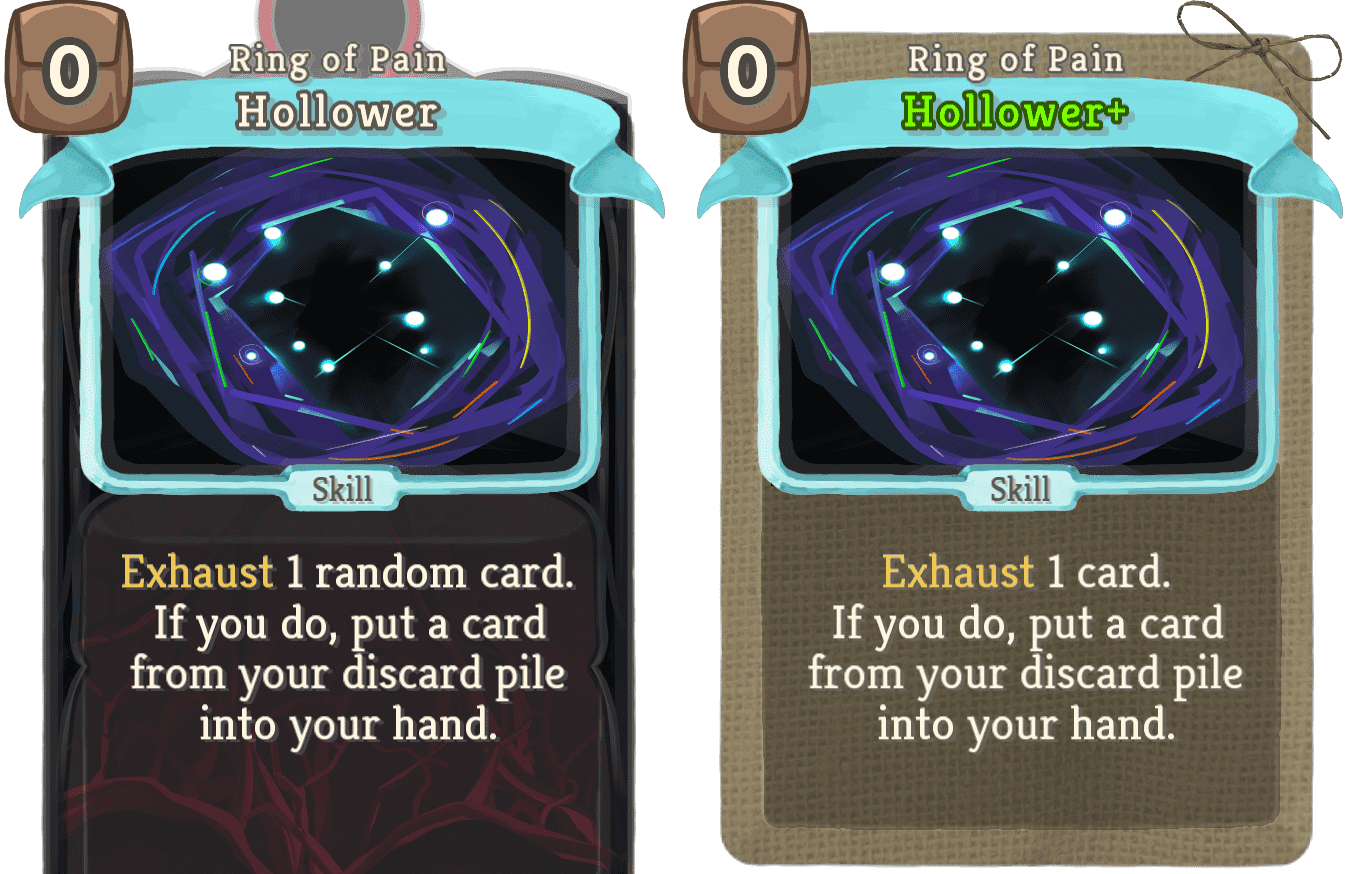 0
Ring of Pain
Hollower
Skill
Exhaust 1 random card.
If you do, put a card
from your discard pile
into your hand.
0
Ring of Pain
Hollower+
Skill
Exhaust 1 card.
If you do, put a card
from your discard pile
into your hand.